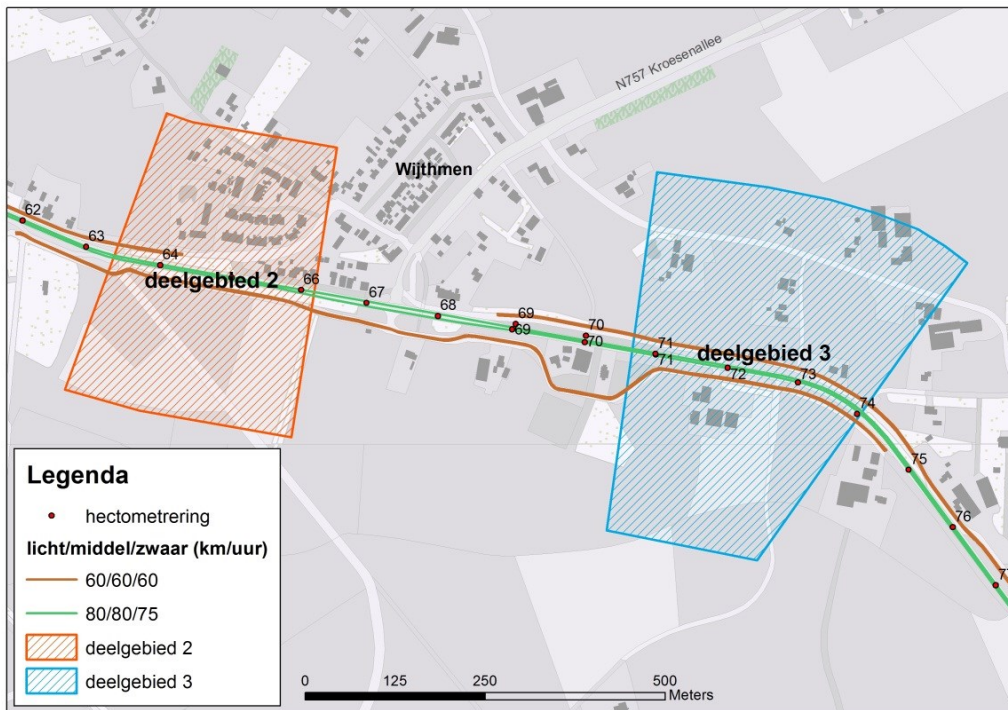 N757 Kroesenallee
Wijthmen
62
63
64
deelgebied 2
66
67
68
69
69
70
70
71
71
deelgebied 3
72
73
74
75
76
Legenda
hectometrering
licht/middel/zwaar (km/uur)
60/60/60
80/80/75
deelgebied 2
deelgebied 3
0 125 250 500
Meters